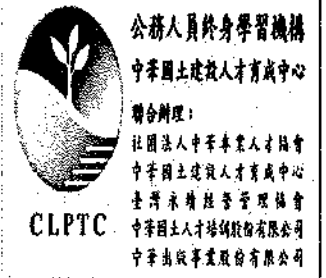 公務人員終身學習機構
中華國土建設人才育成中心
聯合辦理：
社團法人中華專業人才協會
中華國土建設人才育成中心
臺灣永續經營管理協會
中華國土人才培訓股份有限公司
中華出版事業股份有限公司
CLPTC